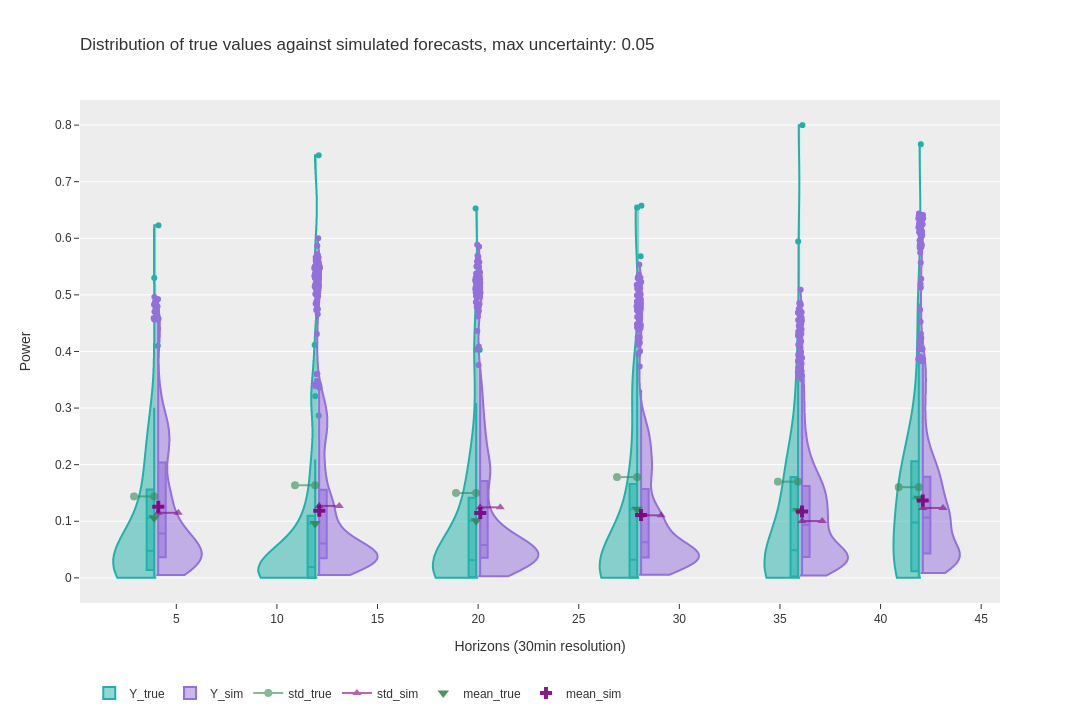 Distribution of true values against simulated forecasts, max uncertainty: 0.05
0.8
0.7
0.6
0.5
0.4
0.3
0.2
0.1
0
Power
5 10 15 20 25 30 35 40 45
Horizons (30min resolution)
Y_true Y_sim std_true std_sim mean_true mean_sim